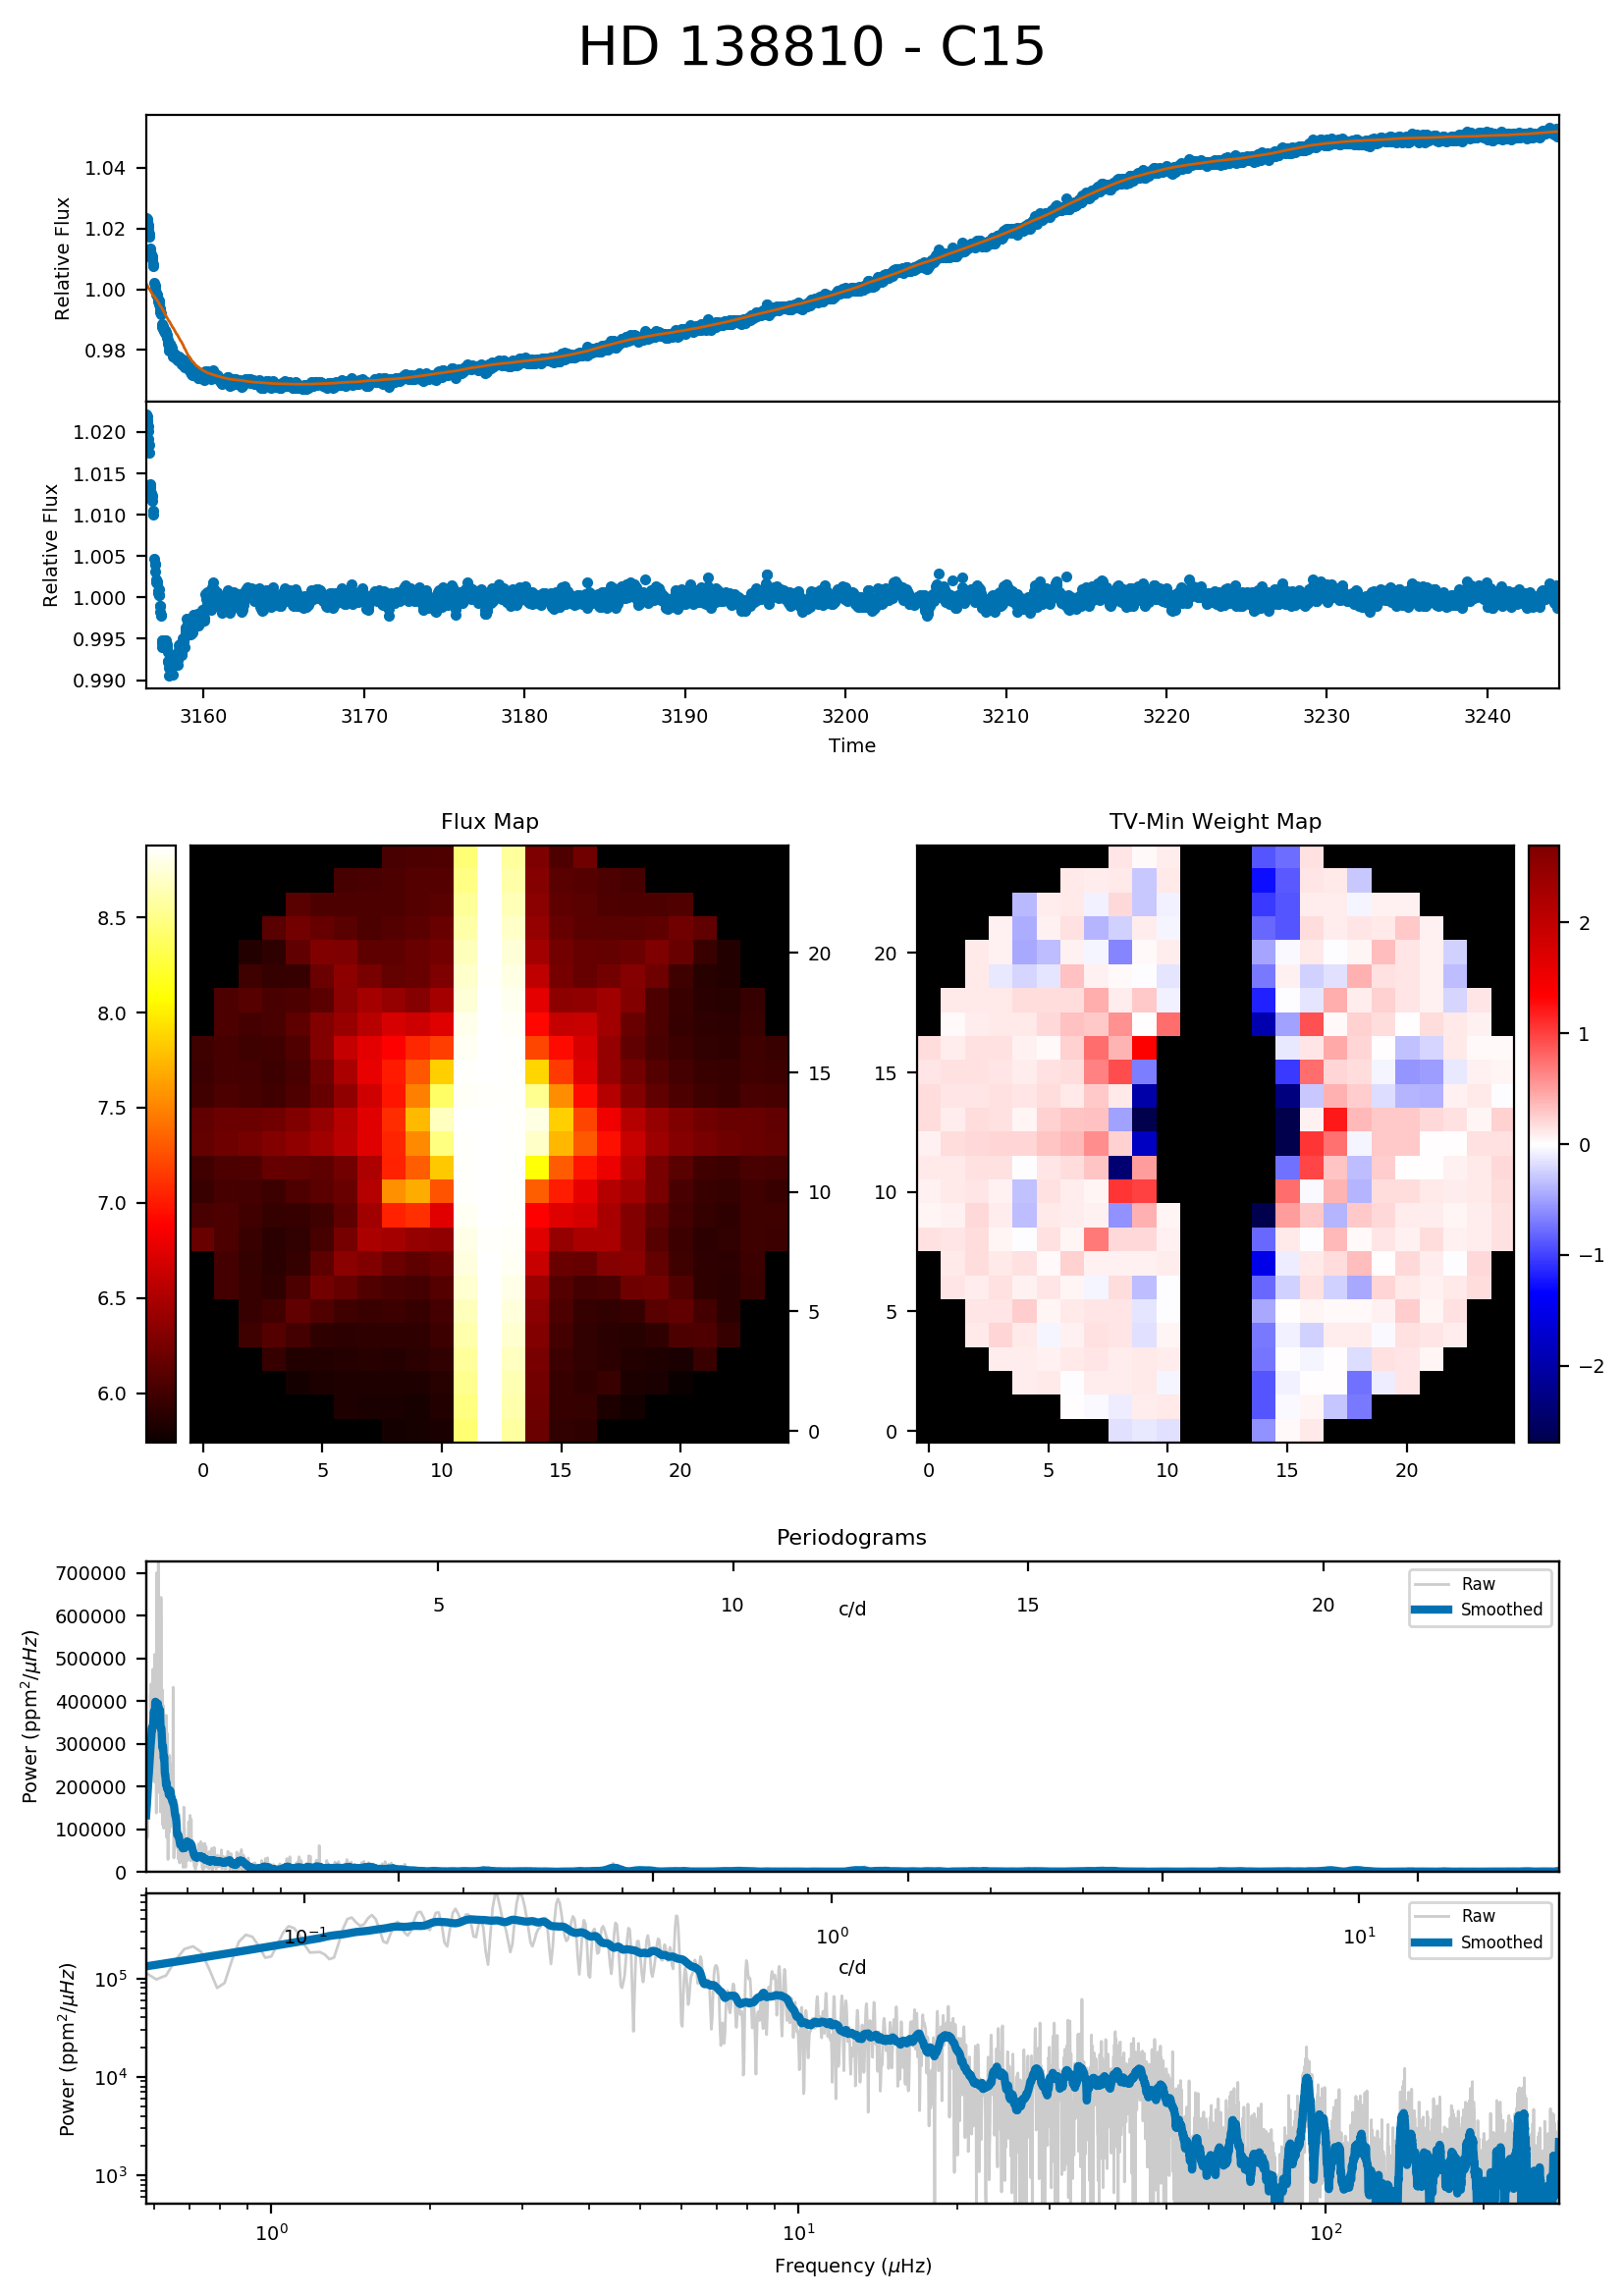 HD 138810 - C15
1.04
1.02
1.00
0.98
Relative Flux
1.020
1.015
1.010
1.005
1.000
0.995
0.990
Relative Flux
3160 3170 3180 3190 3200 3210 3220 3230 3240
Time
Flux Map
8.5
8.0
7.5
7.0
6.5
6.0
20
15
10
5
0
0 5 10 15 20
TV-Min Weight Map
20
15
10
5
0
0 5 10 15 20
2
1
0
−1
−2
Periodograms
700000
600000
500000
400000
300000
200000
100000
0
Power (ppm²/μHz)
5 10 15 20
c/d
Raw
Smoothed
10⁻¹ 10⁰ 10¹
c/d
Raw
Smoothed
10⁵
10⁴
10³
Power (ppm²/μHz)
10⁰ 10¹ 10²
Frequency (μHz)